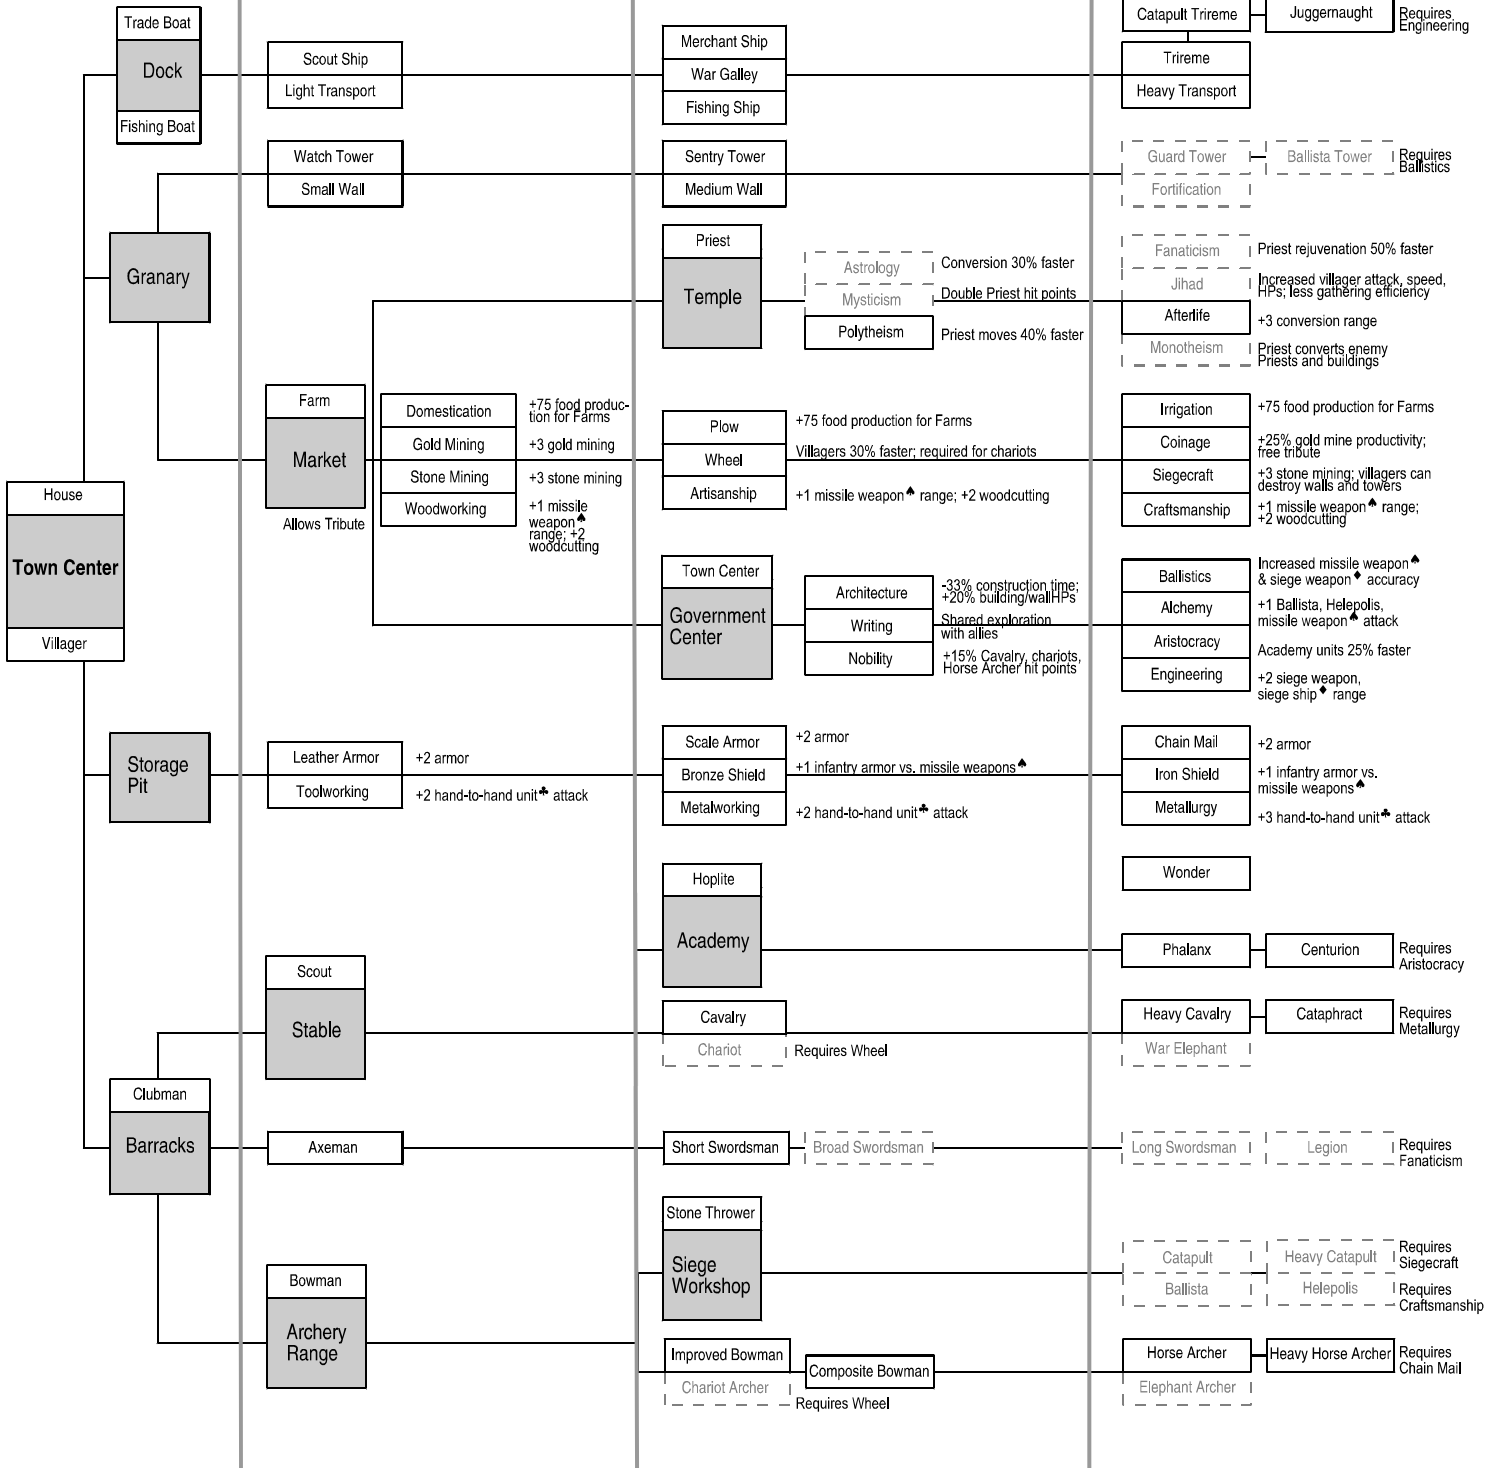 Trade Boat
Dock
Fishing Boat
Scout Ship
Light Transport
Merchant Ship
War Galley
Fishing Ship
Catapult Trireme
Juggernaught
Requires
Engineering
Trireme
Heavy Transport
Watch Tower
Small Wall
Sentry Tower
Medium Wall
Guard Tower
Fortification
Ballista Tower
Requires
Ballistics
Granary
Priest
Temple
Astrology
Conversion 30% faster
Mysticism
Double Priest hit points
Polytheism
Priest moves 40% faster
Fanaticism
Priest rejuvenation 50% faster
Jihad
Increased villager attack, speed,
HPs; less gathering efficiency
Afterlife
+3 conversion range
Monotheism
Priest converts enemy
Priests and buildings
Farm
Market
Allows Tribute
Domestication
+75 food produc-
tion for Farms
Gold Mining
+3 gold mining
Stone Mining
+3 stone mining
Woodworking
+1 missile
weapon♠
range; +2
woodcutting
Plow
+75 food production for Farms
Wheel
Villagers 30% faster; required for chariots
Artisanship
+1 missile weapon♠ range; +2 woodcutting
Irrigation
+75 food production for Farms
Coinage
+25% gold mine productivity;
free tribute
Siegecraft
+3 stone mining; villagers can
destroy walls and towers
Craftsmanship
+1 missile weapon♠ range;
+2 woodcutting
House
Town Center
Villager
Town Center
Government
Center
Architecture
-33% construction time;
+20% building/wallHPs
Writing
Shared exploration
with allies
Nobility
+15% Cavalry, chariots,
Horse Archer hit points
Ballistics
Increased missile weapon♠
& siege weapon♦ accuracy
Alchemy
+1 Ballista, Helepolis,
missile weapon♠ attack
Aristocracy
Academy units 25% faster
Engineering
+2 siege weapon,
siege ship♦ range
Storage
Pit
Leather Armor
+2 armor
Toolworking
+2 hand-to-hand unit♣ attack
Scale Armor
+2 armor
Bronze Shield
+1 infantry armor vs. missile weapons♠
Metalworking
+2 hand-to-hand unit♣ attack
Chain Mail
+2 armor
Iron Shield
+1 infantry armor vs.
missile weapons♠
Metallurgy
+3 hand-to-hand unit♣ attack
Wonder
Hoplite
Academy
Phalanx
Centurion
Requires
Aristocracy
Scout
Stable
Cavalry
Chariot
Requires Wheel
Heavy Cavalry
War Elephant
Cataphract
Requires
Metallurgy
Clubman
Barracks
Axeman
Short Swordsman
Broad Swordsman
Long Swordsman
Legion
Requires
Fanaticism
Stone Thrower
Siege
Workshop
Catapult
Ballista
Heavy Catapult
Helepolis
Requires
Siegecraft
Requires
Craftsmanship
Bowman
Archery
Range
Improved Bowman
Chariot Archer
Composite Bowman
Requires Wheel
Horse Archer
Elephant Archer
Heavy Horse Archer
Requires
Chain Mail